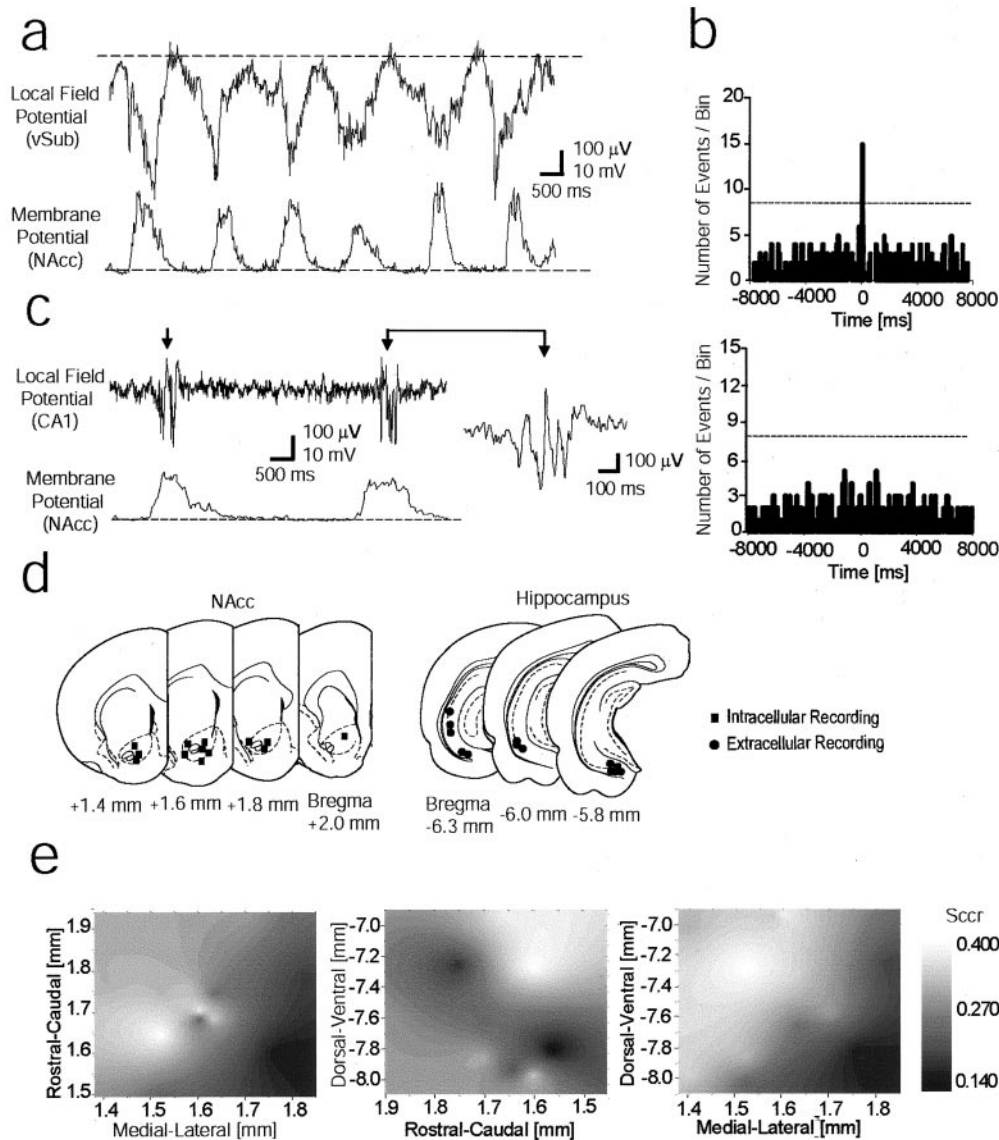 a
Local Field
Potential
(vSub)
100 µV
10 mV
500 ms
Membrane
Potential
(NAcc)
b
Number of Events / Bin
20
15
10
5
0
-8000 -4000 0 4000 8000
Time [ms]
Number of Events / Bin
15
12
9
6
3
0
-8000 -4000 0 4000 8000
Time [ms]
c
Local Field
Potential
(CA1)
100 µV
10 mV
500 ms
100 µV
100 ms
Membrane
Potential
(NAcc)
d
NAcc
Hippocampus
+1.4 mm
+1.6 mm
+1.8 mm
Bregma
+2.0 mm
Bregma
-6.3 mm
-6.0 mm
-5.8 mm
Intracellular Recording
Extracellular Recording
e
Rostral-Caudal [mm]
1.9
1.8
1.7
1.6
1.5
1.4 1.5 1.6 1.7 1.8
Medial-Lateral [mm]
Dorsal-Ventral [mm]
-7.0
-7.2
-7.4
-7.6
-7.8
-8.0
1.9 1.8 1.7 1.6 1.5
Rostral-Caudal [mm]
Dorsal-Ventral [mm]
-7.0
-7.2
-7.4
-7.6
-7.8
-8.0
1.4 1.5 1.6 1.7 1.8
Medial-Lateral [mm]
Sccr
0.400
0.270
0.140